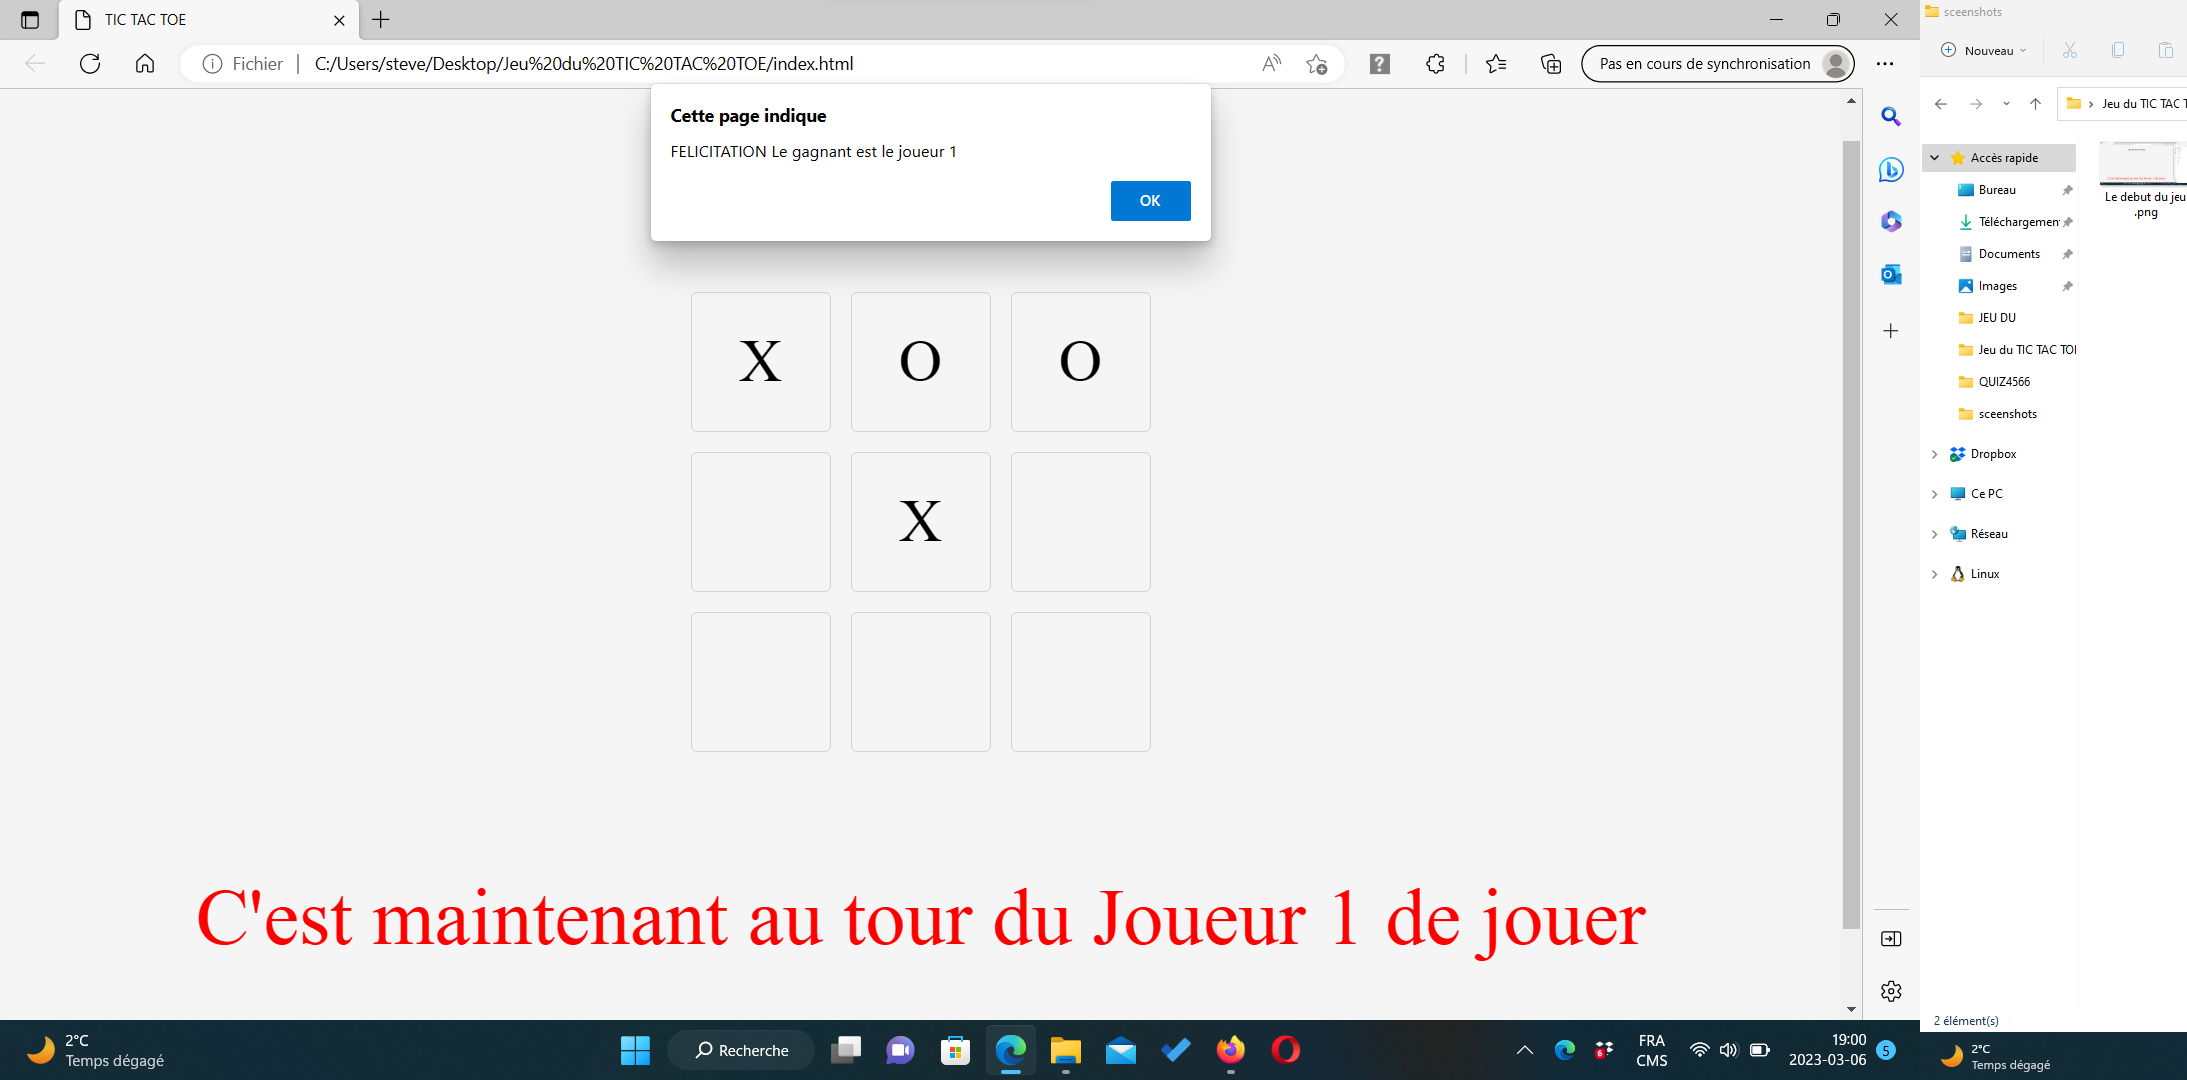 TIC TAC TOE
Fichier
C:/Users/steve/Desktop/Jeu%20du%20TIC%20TAC%20TOE/index.html
Pas en cours de synchronisation
Cette page indique
FELICITATION Le gagnant est le joueur 1
OK
X O O
X
C'est maintenant au tour du Joueur 1 de jouer
sceenshots
Nouveau
Jeu du TIC TAC T
Accès rapide
Bureau
Téléchargemen
Documents
Images
JEU DU
Jeu du TIC TAC TOI
QUIZ4566
sceenshots
Dropbox
Ce PC
Réseau
Linux
Le debut du jeu
.png
2 élément(s)
2°C
Temps dégagé
Recherche
6
FRA
CMS
19:00
2023-03-06
5
2°C
Temps dégagé